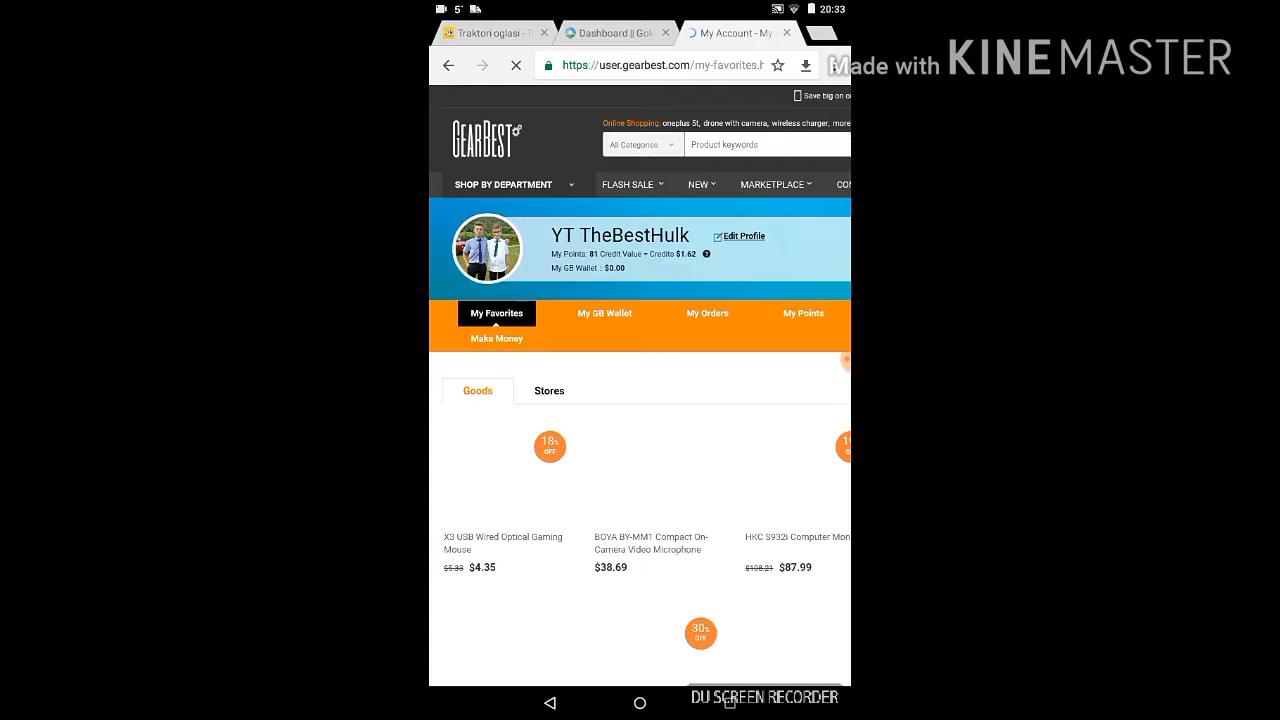 5° 20:33
Traktori oglasi - Dashboard || Gok My Account - My
https://user.gearbest.com/my-favorites.h
Made with KINEMASTER
Save big on o
GEARBEST
Online Shopping: oneplus 5t, drone with camera, wireless charger, more
All Categories Product keywords
SHOP BY DEPARTMENT FLASH SALE NEW MARKETPLACE CO
YT TheBestHulk Edit Profile
My Points: 81 Credit Value = Credits $1.62 ?
My GB Wallet : $0.00
My Favorites My GB Wallet My Orders My Points
Make Money
Goods Stores
18% OFF
X3 USB Wired Optical Gaming
Mouse
$5.33 $4.35
BOYA BY-MM1 Compact On-
Camera Video Microphone
$38.69
HKC S932i Computer Mon
$108.21 $87.99
30% OFF
DU SCREEN RECORDER